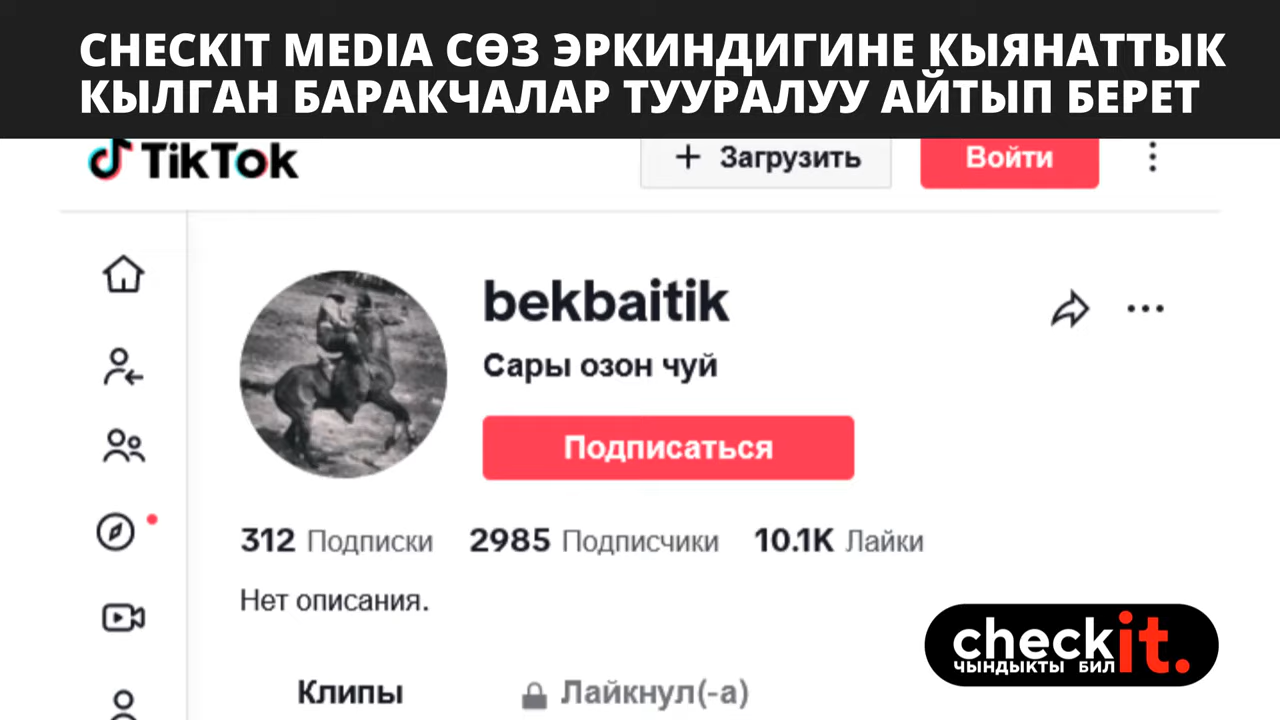 CHECKIT MEDIA СӨЗ ЭРКИНДИГИНЕ КЫЯНАТТЫК
КЫЛГАН БАРАКЧАЛАР ТУУРАЛУУ АЙТЫП БЕРЕТ
TikTok
+ Загрузить
Войти
bekbaitik
Сары озон чуй
Подписаться
312 Подписки 2985 Подписчики 10.1K Лайки
Нет описания.
checkit.
чындыкты бил
Клипы
Лайкнул(-а)